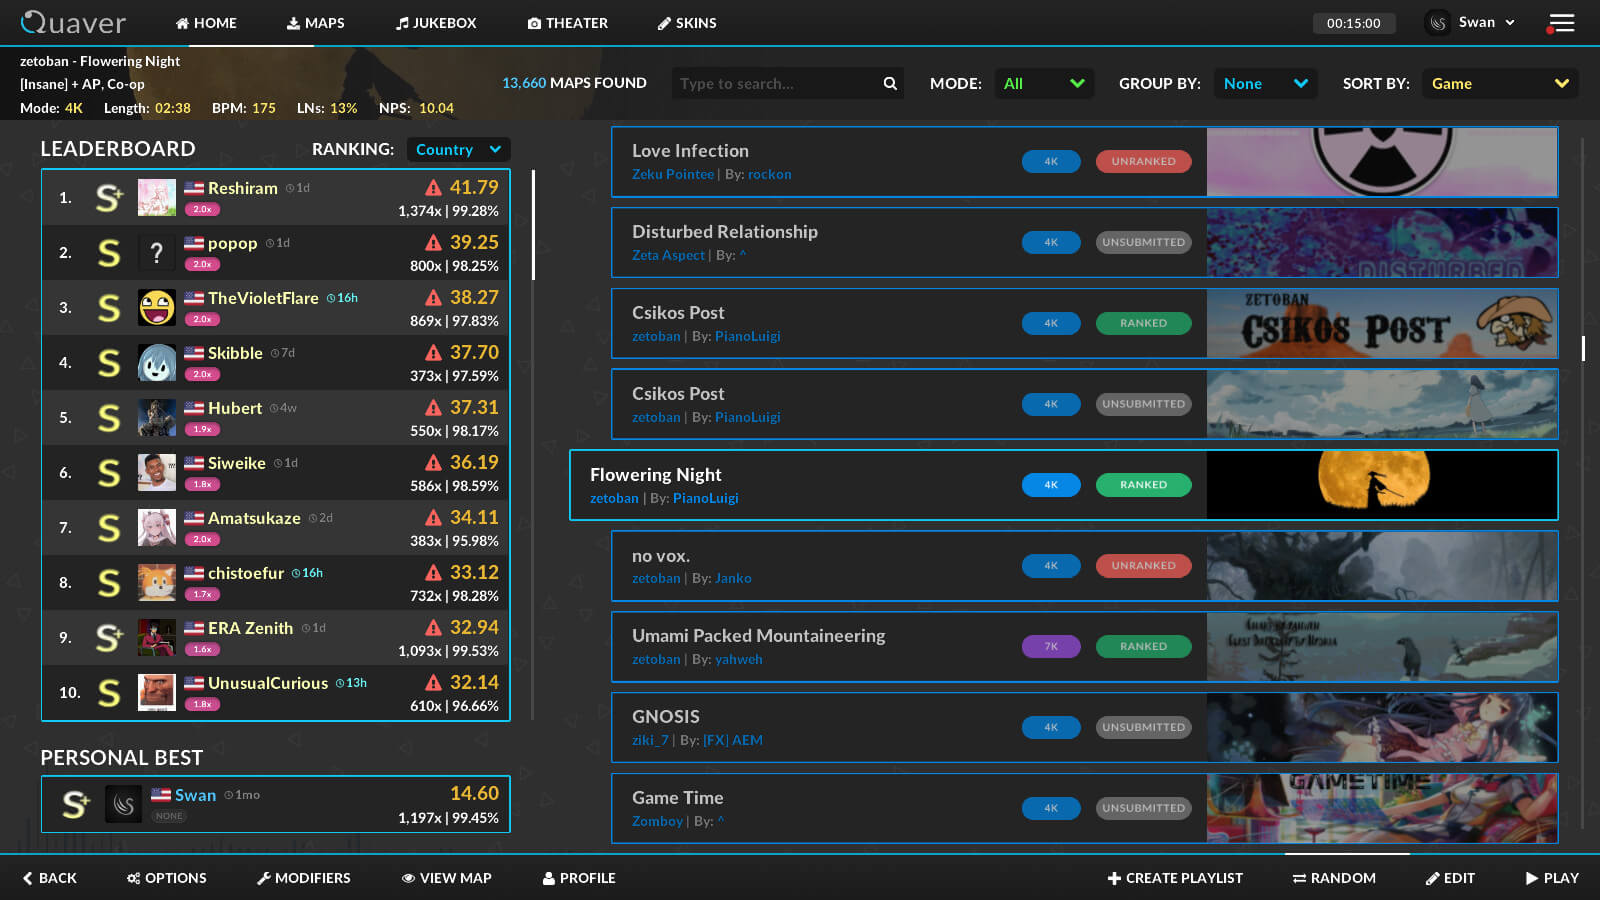 Quaver HOME MAPS JUKEBOX THEATER SKINS 00:15:00 Swan
zetoban - Flowering Night
[Insane] + AP, Co-op
Mode: 4K Length: 02:38 BPM: 175 LNs: 13% NPS: 10.04
13,660 MAPS FOUND Type to search... MODE: All GROUP BY: None SORT BY: Game
LEADERBOARD RANKING: Country
1. S+ Reshiram 1d 41.79
2.0x 1,374x | 99.28%
2. S ? popop 1d 39.25
2.0x 800x | 98.25%
3. S TheVioletFlare 16h 38.27
2.0x 869x | 97.83%
4. S Skibble 7d 37.70
2.0x 373x | 97.59%
5. S Hubert 4w 37.31
1.9x 550x | 98.17%
6. S Siweike 1d 36.19
1.8x 586x | 98.59%
7. S Amatsukaze 2d 34.11
2.0x 383x | 95.98%
8. S chistoefur 16h 33.12
1.7x 732x | 98.28%
9. S+ ERA Zenith 1d 32.94
1.6x 1,093x | 99.53%
10. S UnusualCurious 13h 32.14
1.8x 610x | 96.66%
PERSONAL BEST
S+ Swan 1mo 14.60
NONE 1,197x | 99.45%
Love Infection
Zeku Pointee | By: rockon
4K UNRANKED
Disturbed Relationship
Zeta Aspect | By: ^
4K UNSUBMITTED
DISTURBED
Csikos Post
zetoban | By: PianoLuigi
4K RANKED
ZETOBAN
CSIKOS POST
Csikos Post
zetoban | By: PianoLuigi
4K UNSUBMITTED
Flowering Night
zetoban | By: PianoLuigi
4K RANKED
no vox.
zetoban | By: Janko
4K UNRANKED
Umami Packed Mountaineering
zetoban | By: yahweh
7K RANKED
GNOSIS
ziki_7 | By: [FX] AEM
4K UNSUBMITTED
Game Time
Zomboy | By: ^
4K UNSUBMITTED
GAMETIME
BACK OPTIONS MODIFIERS VIEW MAP PROFILE CREATE PLAYLIST RANDOM EDIT PLAY